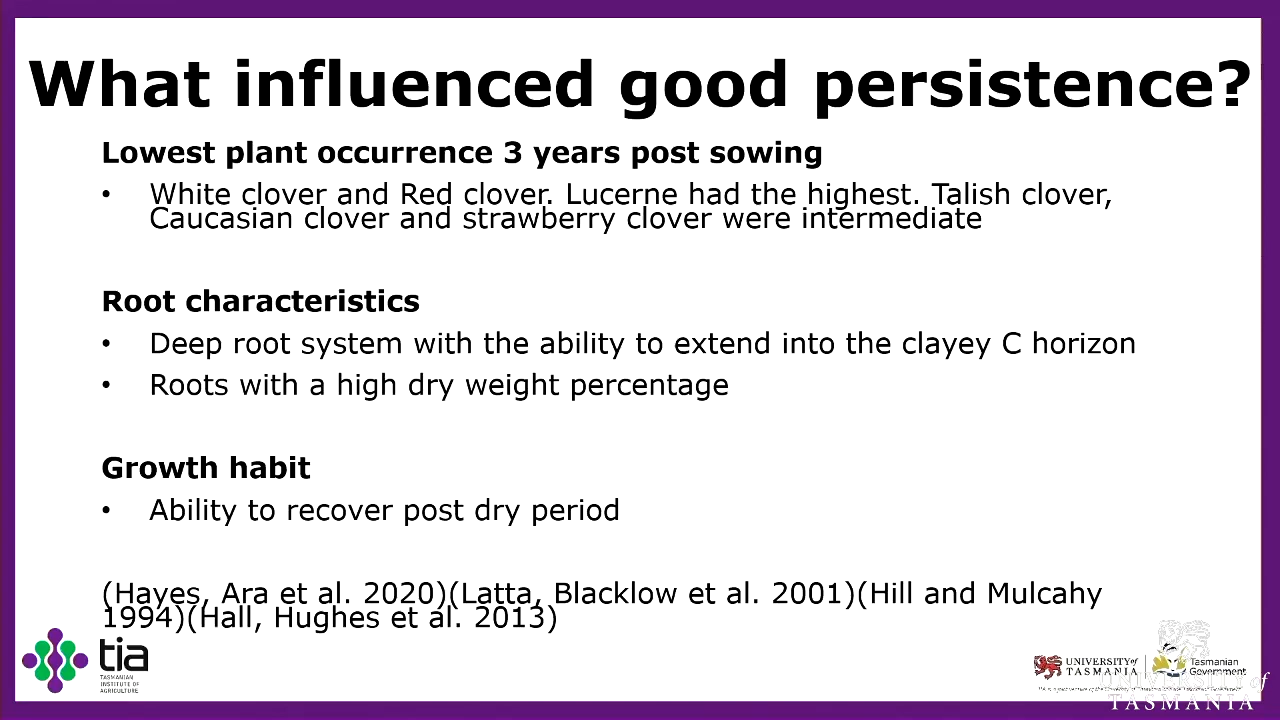 What influenced good persistence?
Lowest plant occurrence 3 years post sowing
• White clover and Red clover. Lucerne had the highest. Talish clover,
Caucasian clover and strawberry clover were intermediate
Root characteristics
• Deep root system with the ability to extend into the clayey C horizon
• Roots with a high dry weight percentage
Growth habit
• Ability to recover post dry period
(Hayes, Ara et al. 2020)(Latta, Blacklow et al. 2001)(Hill and Mulcahy
1994)(Hall, Hughes et al. 2013)
tia
TASMANIAN
INSTITUTE OF
AGRICULTURE
UNIVERSITY of
TASMANIA
Tasmanian
Government
UNIVERSITY of
TASMANIA